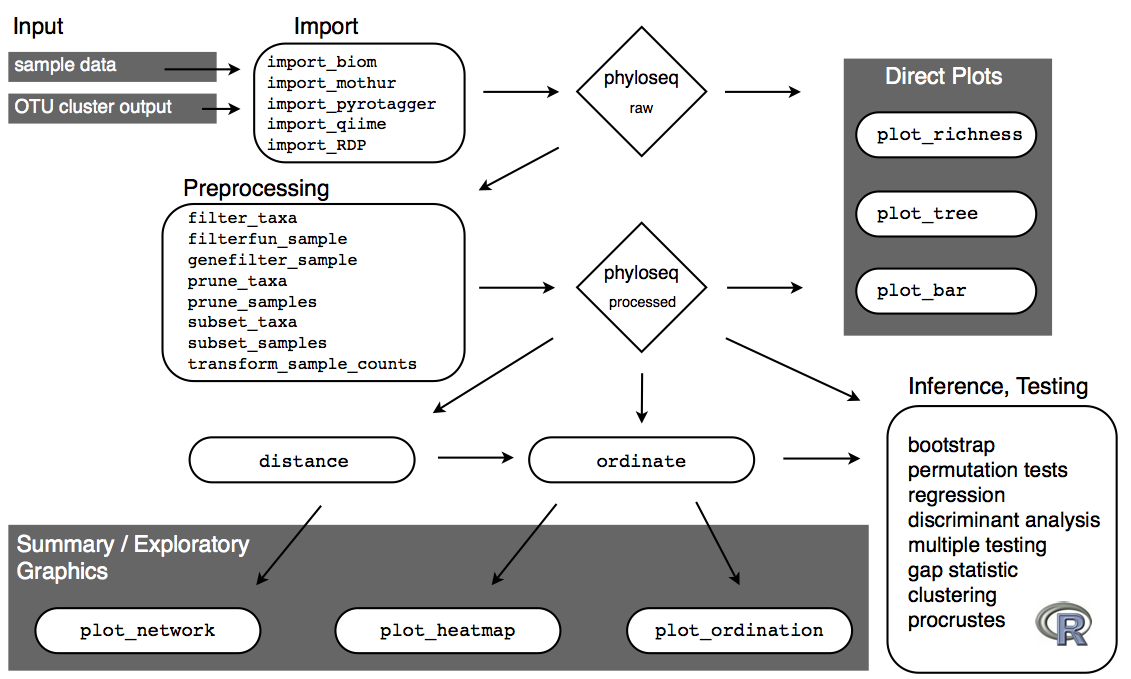 Input
sample data
OTU cluster output
Import
import_biom
import_mothur
import_pyrotagger
import_qiime
import_RDP
phyloseq
raw
Direct Plots
plot_richness
plot_tree
plot_bar
Preprocessing
filter_taxa
filterfun_sample
genefilter_sample
prune_taxa
prune_samples
subset_taxa
subset_samples
transform_sample_counts
phyloseq
processed
distance
ordinate
Inference, Testing
bootstrap
permutation tests
regression
discriminant analysis
multiple testing
gap statistic
clustering
procrustes
R
Summary / Exploratory
Graphics
plot_network
plot_heatmap
plot_ordination